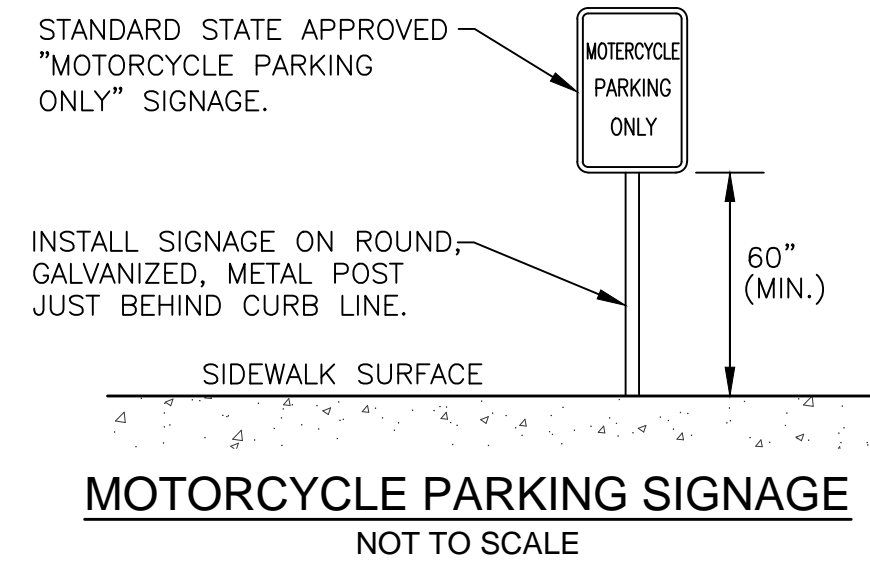 STANDARD STATE APPROVED
"MOTORCYCLE PARKING
ONLY" SIGNAGE.
MOTERCYCLE
PARKING
ONLY
INSTALL SIGNAGE ON ROUND,
GALVANIZED, METAL POST
JUST BEHIND CURB LINE.
60"
(MIN.)
SIDEWALK SURFACE
MOTORCYCLE PARKING SIGNAGE
NOT TO SCALE